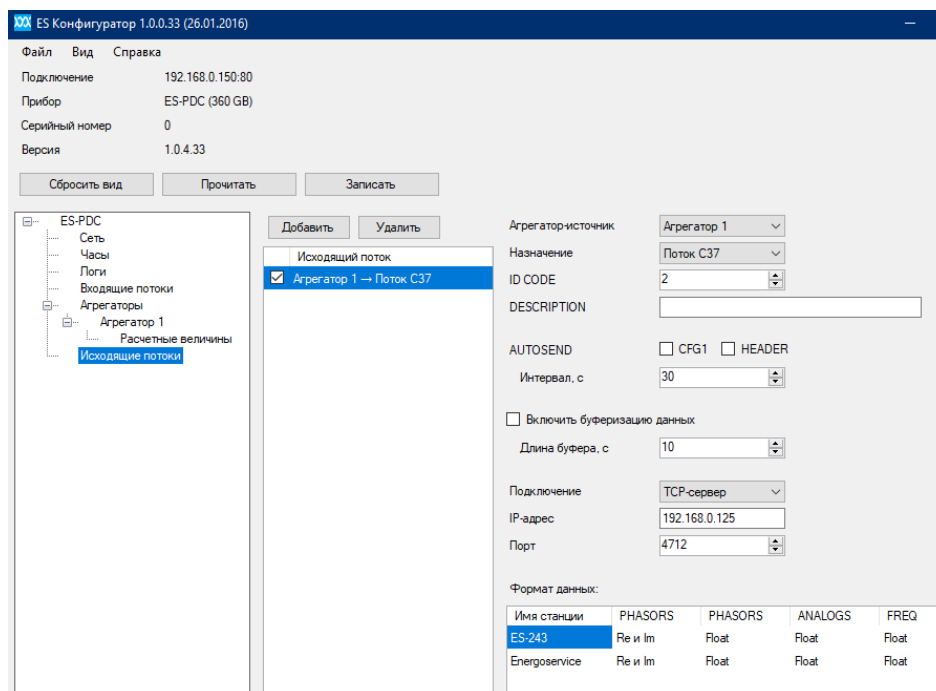 ES Конфигуратор 1.0.0.33 (26.01.2016)
Файл Вид Справка
Подключение 192.168.0.150:80
Прибор ES-PDC (360 GB)
Серийный номер 0
Версия 1.0.4.33
Сбросить вид Прочитать Записать
ES-PDC
Сеть
Часы
Логи
Входящие потоки
Агрегаторы
Агрегатор 1
Расчетные величины
Исходящие потоки
Добавить Удалить
Исходящий поток
Агрегатор 1 → Поток C37
Агрегатор-источник Агрегатор 1
Назначение Поток C37
ID CODE 2
DESCRIPTION
AUTOSEND CFG1 HEADER
Интервал, с 30
Включить буферизацию данных
Длина буфера, с 10
Подключение TCP-сервер
IP-адрес 192.168.0.125
Порт 4712
Формат данных:
Имя станции PHASORS PHASORS ANALOGS FREQ
ES-243 Re и Im Float Float Float
Energoservice Re и Im Float Float Float